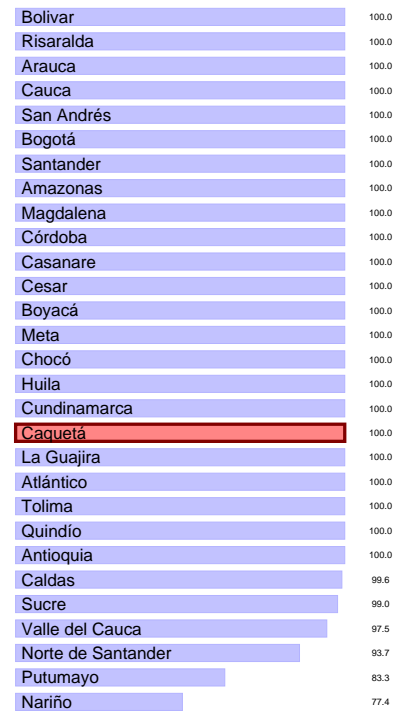 Bolivar 100.0
Risaralda 100.0
Arauca 100.0
Cauca 100.0
San Andrés 100.0
Bogotá 100.0
Santander 100.0
Amazonas 100.0
Magdalena 100.0
Córdoba 100.0
Casanare 100.0
Cesar 100.0
Boyacá 100.0
Meta 100.0
Chocó 100.0
Huila 100.0
Cundinamarca 100.0
Caquetá 100.0
La Guajira 100.0
Atlántico 100.0
Tolima 100.0
Quindío 100.0
Antioquia 100.0
Caldas 99.6
Sucre 99.0
Valle del Cauca 97.5
Norte de Santander 93.7
Putumayo 83.3
Nariño 77.4